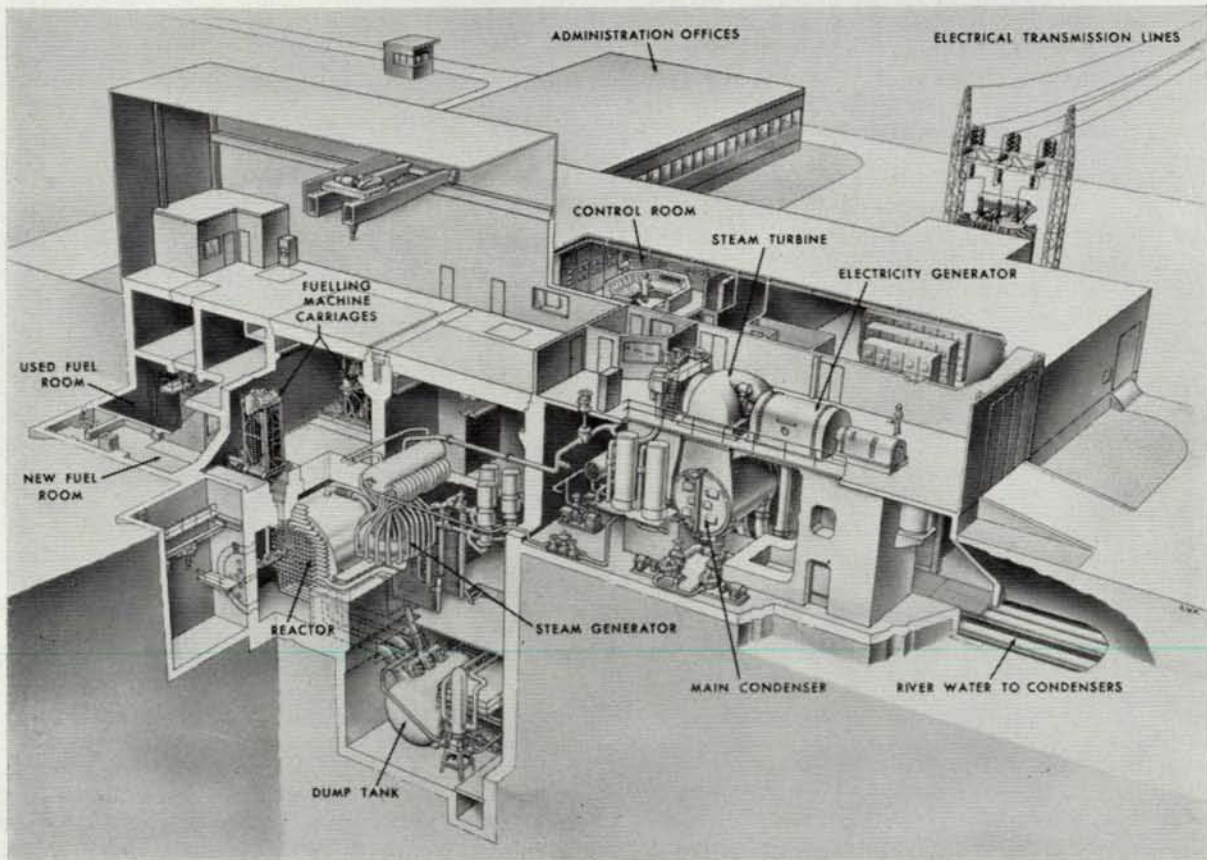 ADMINISTRATION OFFICES
ELECTRICAL TRANSMISSION LINES
CONTROL ROOM
STEAM TURBINE
ELECTRICITY GENERATOR
FUELLING
MACHINE
CARRIAGES
USED FUEL
ROOM
NEW FUEL
ROOM
REACTOR
STEAM GENERATOR
MAIN CONDENSER
RIVER WATER TO CONDENSERS
DUMP TANK